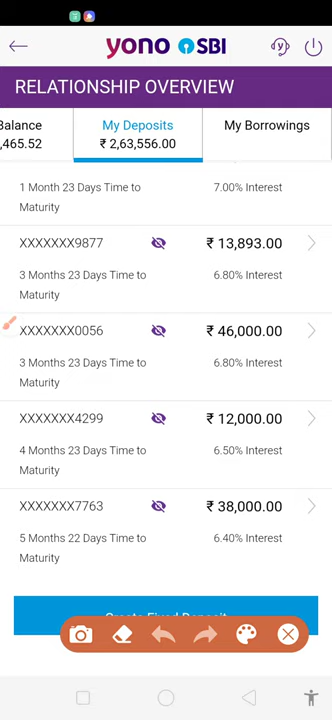 yono SBI
RELATIONSHIP OVERVIEW
Balance
My Deposits
My Borrowings
,465.52
₹ 2,63,556.00
1 Month 23 Days Time to
Maturity
7.00% Interest
XXXXXXX9877
₹ 13,893.00
3 Months 23 Days Time to
Maturity
6.80% Interest
XXXXXXX0056
₹ 46,000.00
3 Months 23 Days Time to
Maturity
6.80% Interest
XXXXXXX4299
₹ 12,000.00
4 Months 23 Days Time to
Maturity
6.50% Interest
XXXXXXX7763
₹ 38,000.00
5 Months 22 Days Time to
Maturity
6.40% Interest
Create Fixed Deposit